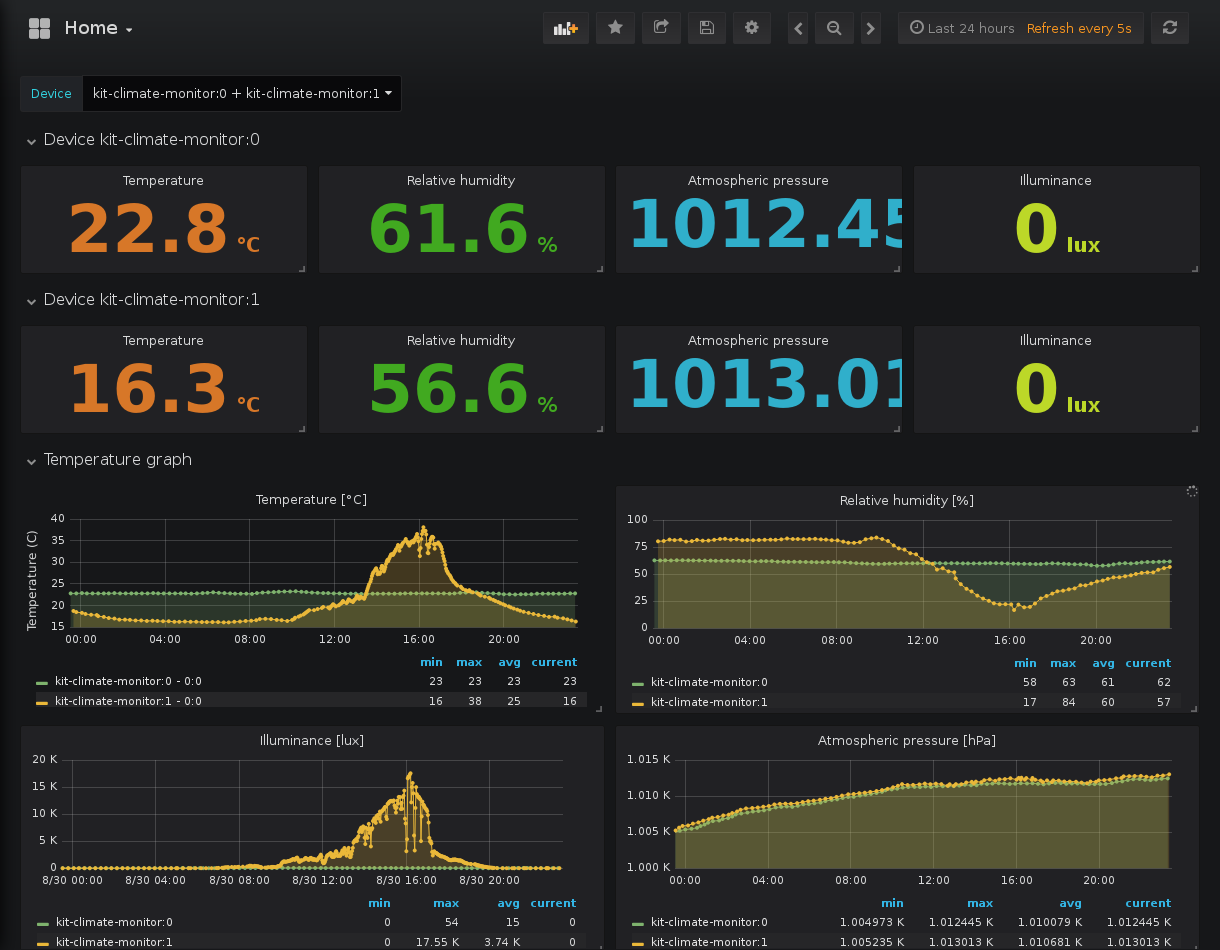 Home
Last 24 hours Refresh every 5s
Device kit-climate-monitor:0 + kit-climate-monitor:1
Device kit-climate-monitor:0
Temperature Relative humidity Atmospheric pressure Illuminance
22.8 °C 61.6 % 1012.45 0 lux
Device kit-climate-monitor:1
Temperature Relative humidity Atmospheric pressure Illuminance
16.3 °C 56.6 % 1013.01 0 lux
Temperature graph
Temperature [°C]
Temperature (C)
40
35
30
25
20
15
00:00 04:00 08:00 12:00 16:00 20:00
min max avg current
kit-climate-monitor:0 - 0:0 23 23 23 23
kit-climate-monitor:1 - 0:0 16 38 25 16
Relative humidity [%]
100
75
50
25
0
00:00 04:00 08:00 12:00 16:00 20:00
min max avg current
kit-climate-monitor:0 58 63 61 62
kit-climate-monitor:1 17 84 60 57
Illuminance [lux]
20 K
15 K
10 K
5 K
0
8/30 00:00 8/30 04:00 8/30 08:00 8/30 12:00 8/30 16:00 8/30 20:00
min max avg current
kit-climate-monitor:0 0 54 15 0
kit-climate-monitor:1 0 17.55 K 3.74 K 0
Atmospheric pressure [hPa]
1.015 K
1.010 K
1.005 K
1.000 K
00:00 04:00 08:00 12:00 16:00 20:00
min max avg current
kit-climate-monitor:0 1.004973 K 1.012445 K 1.010079 K 1.012445 K
kit-climate-monitor:1 1.005235 K 1.013013 K 1.010681 K 1.013013 K